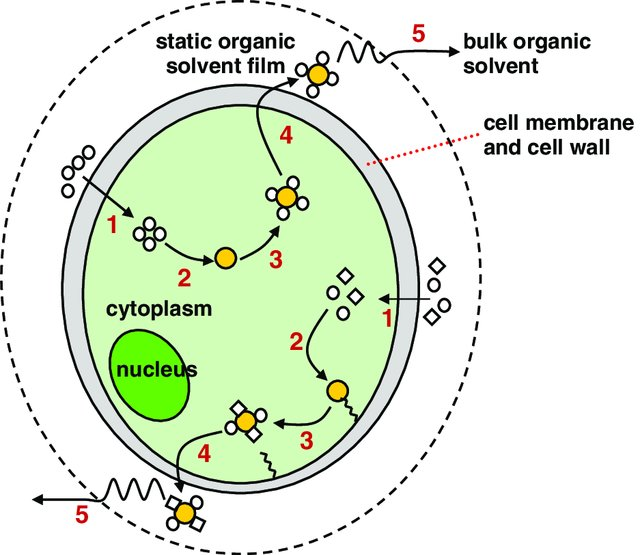 5
static organic
solvent film
bulk organic
solvent
4
cell membrane
and cell wall
1
2
3
cytoplasm
1
2
nucleus
3
4
5